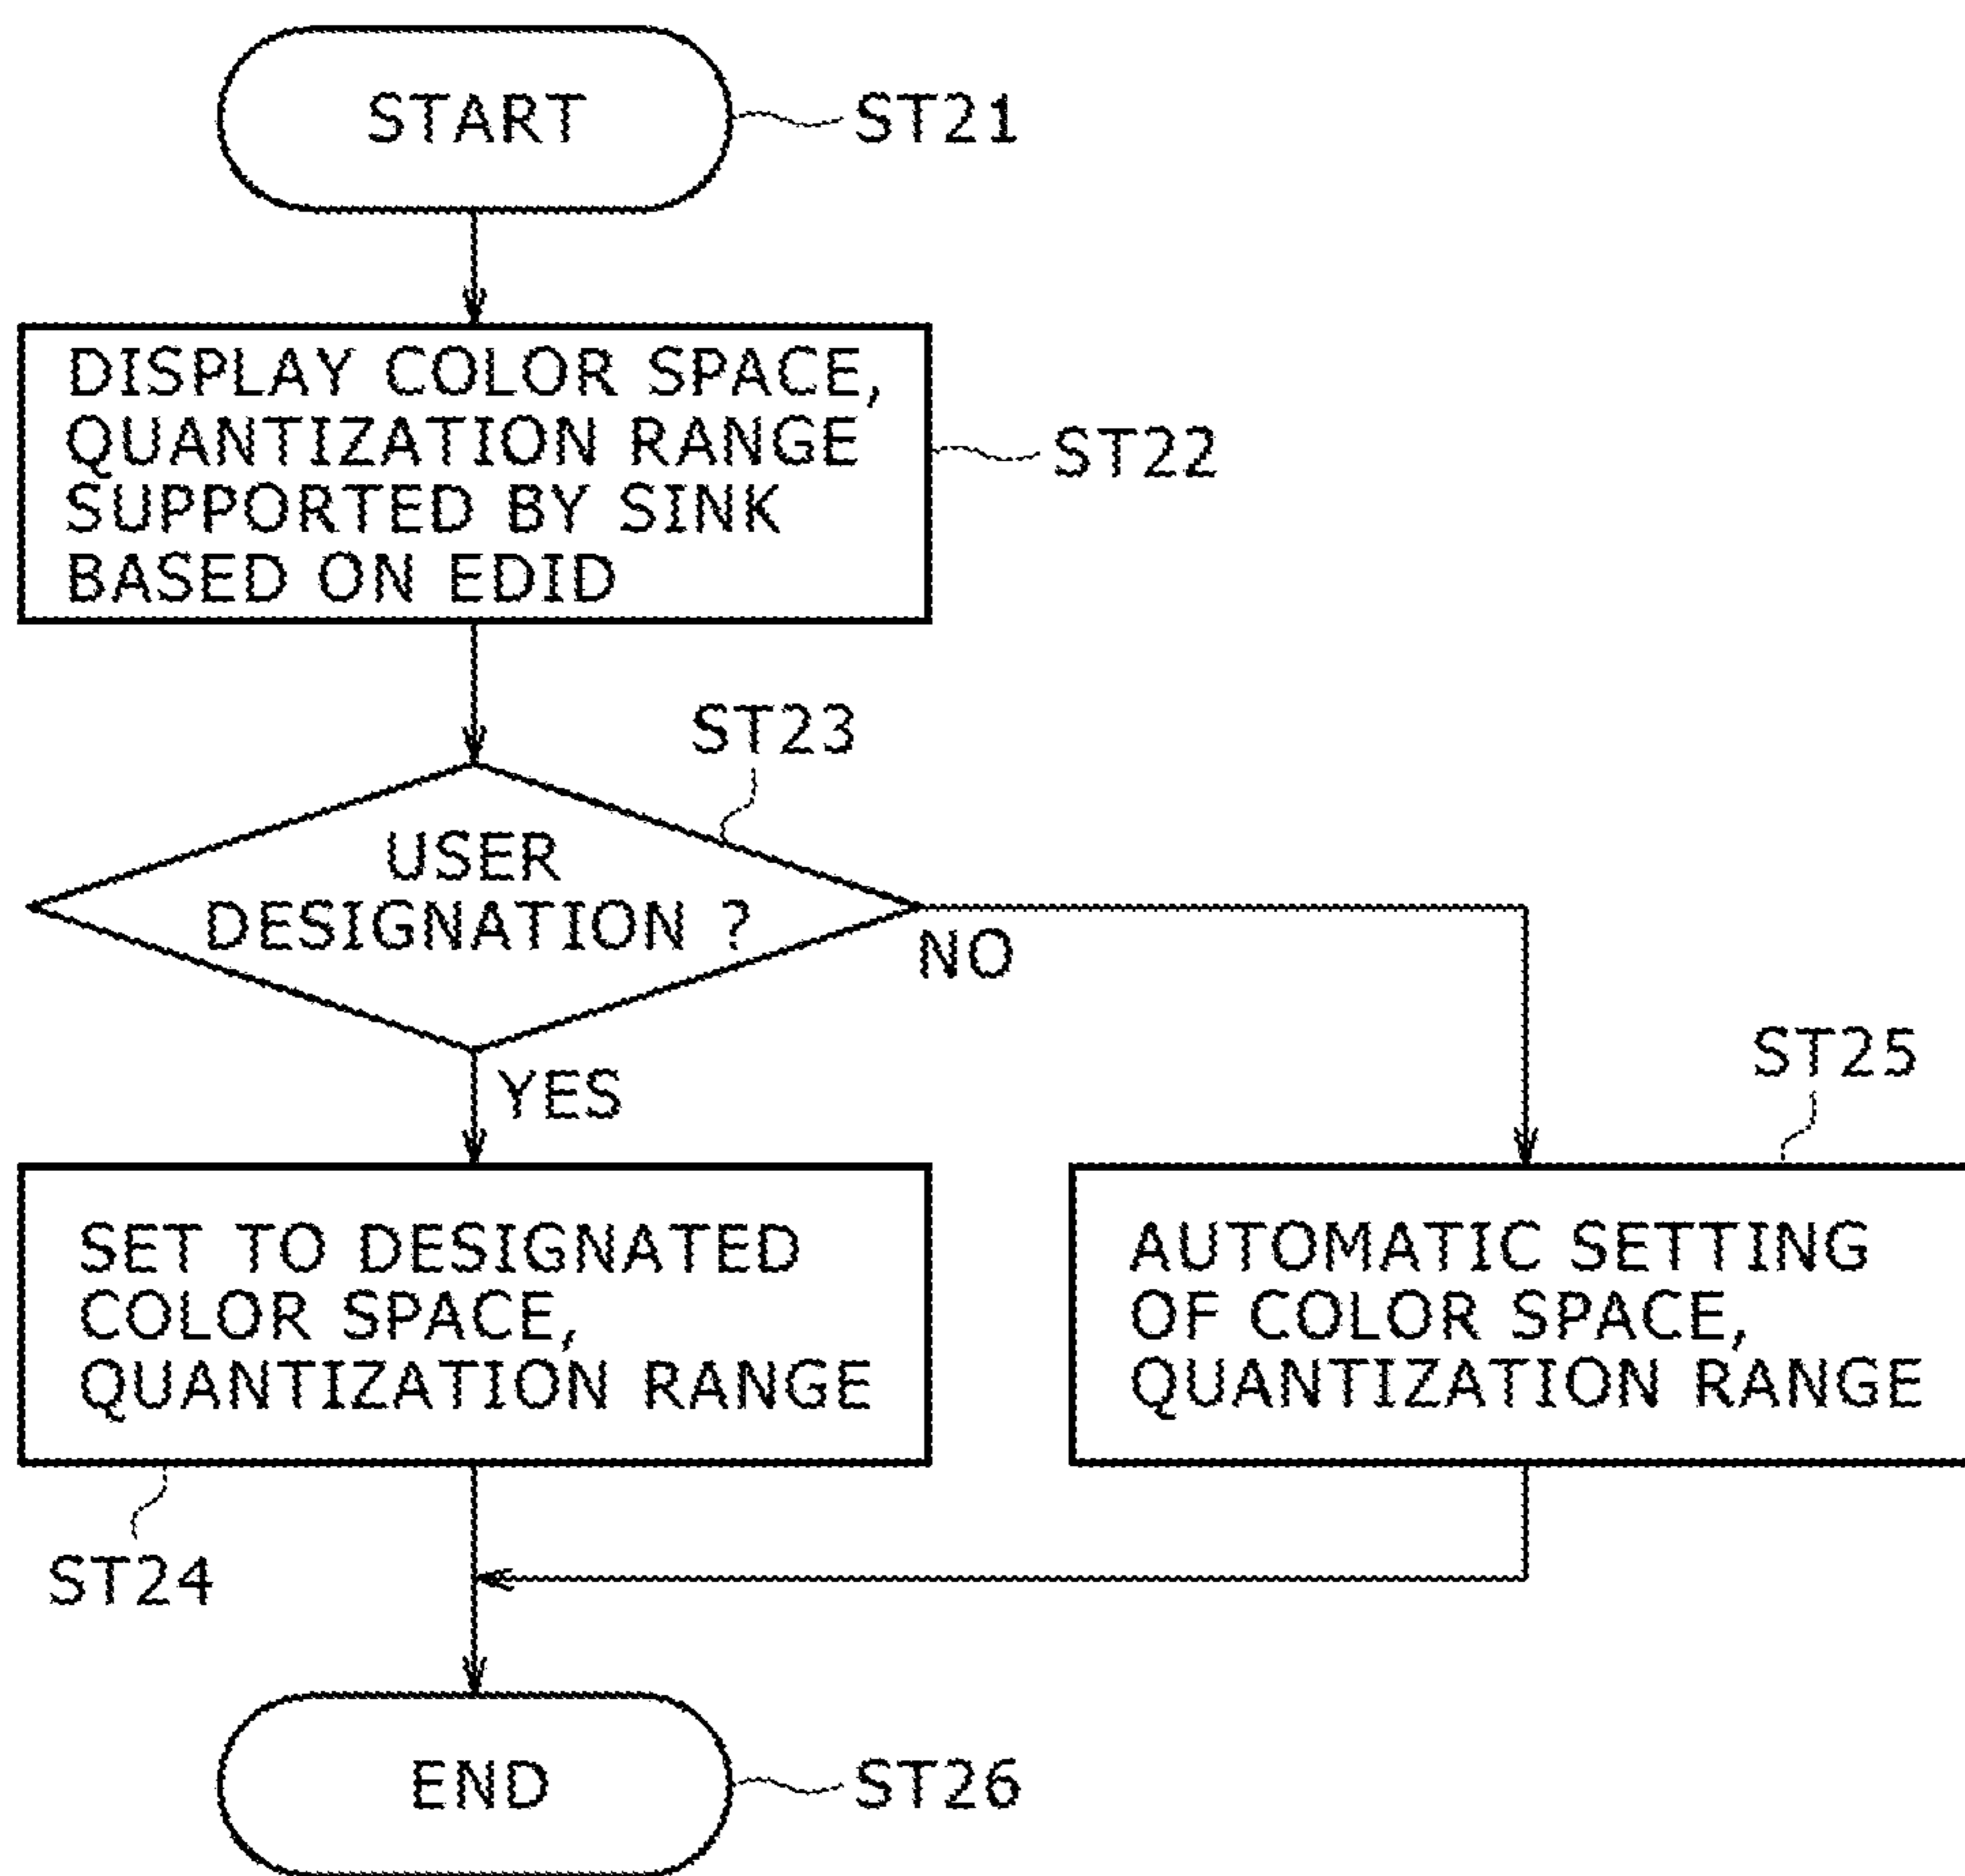 START
ST21
DISPLAY COLOR SPACE,
QUANTIZATION RANGE
SUPPORTED BY SINK
BASED ON EDID
ST22
ST23
USER
DESIGNATION ?
NO
YES
ST25
SET TO DESIGNATED
COLOR SPACE,
QUANTIZATION RANGE
AUTOMATIC SETTING
OF COLOR SPACE,
QUANTIZATION RANGE
ST24
END
ST26